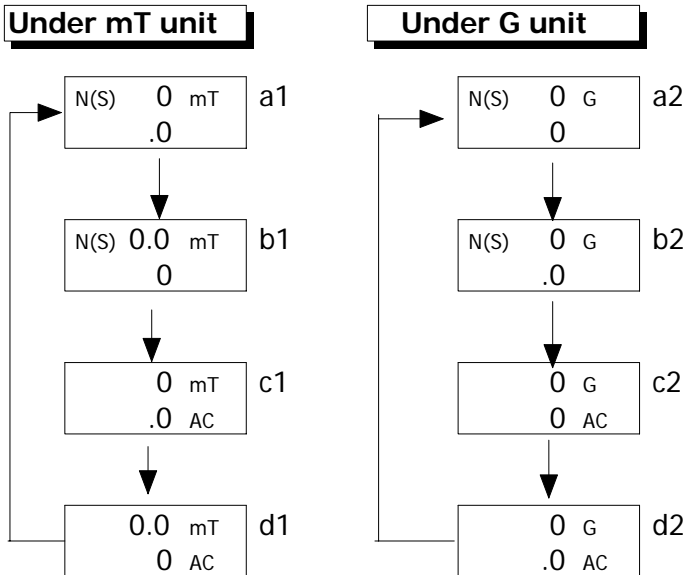 Under mT unit
N(S) 0 mT a1
.0
N(S) 0.0 mT b1
0
0 mT c1
.0 AC
0.0 mT d1
0 AC
Under G unit
N(S) 0 G a2
0
N(S) 0 G b2
.0
0 G c2
0 AC
0 G d2
.0 AC